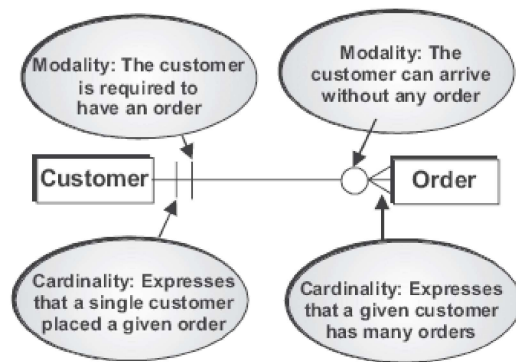 Modality: The customer
is required to
have an order
Modality: The
customer can arrive
without any order
Customer
Order
Cardinality: Expresses
that a single customer
placed a given order
Cardinality: Expresses
that a given customer
has many orders